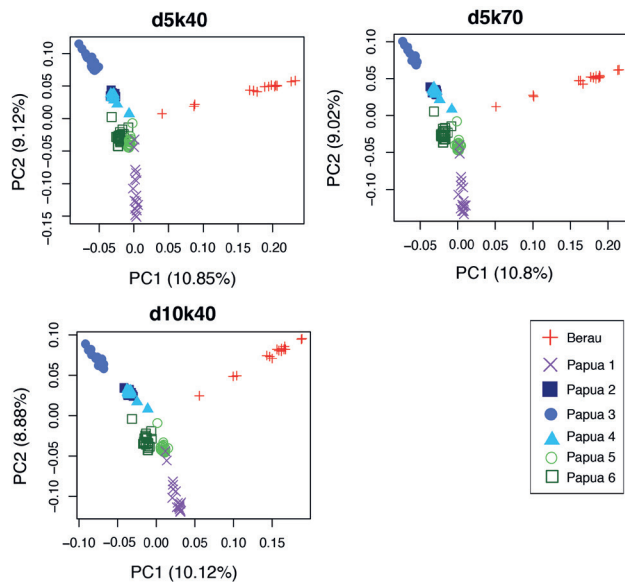 d5k40
PC2 (9.12%)
0.10
0.05
0.00
−0.05
−0.10
−0.15
−0.05 0.0 0.05 0.10 0.15 0.20
PC1 (10.85%)
d5k70
PC2 (9.02%)
0.10
0.05
0.00
−0.05
−0.10
−0.05 0.00 0.05 0.10 0.15 0.20
PC1 (10.8%)
d10k40
PC2 (8.88%)
0.10
0.05
0.00
−0.05
−0.10
−0.10 −0.05 0.00 0.05 0.10 0.15
PC1 (10.12%)
Berau
Papua 1
Papua 2
Papua 3
Papua 4
Papua 5
Papua 6